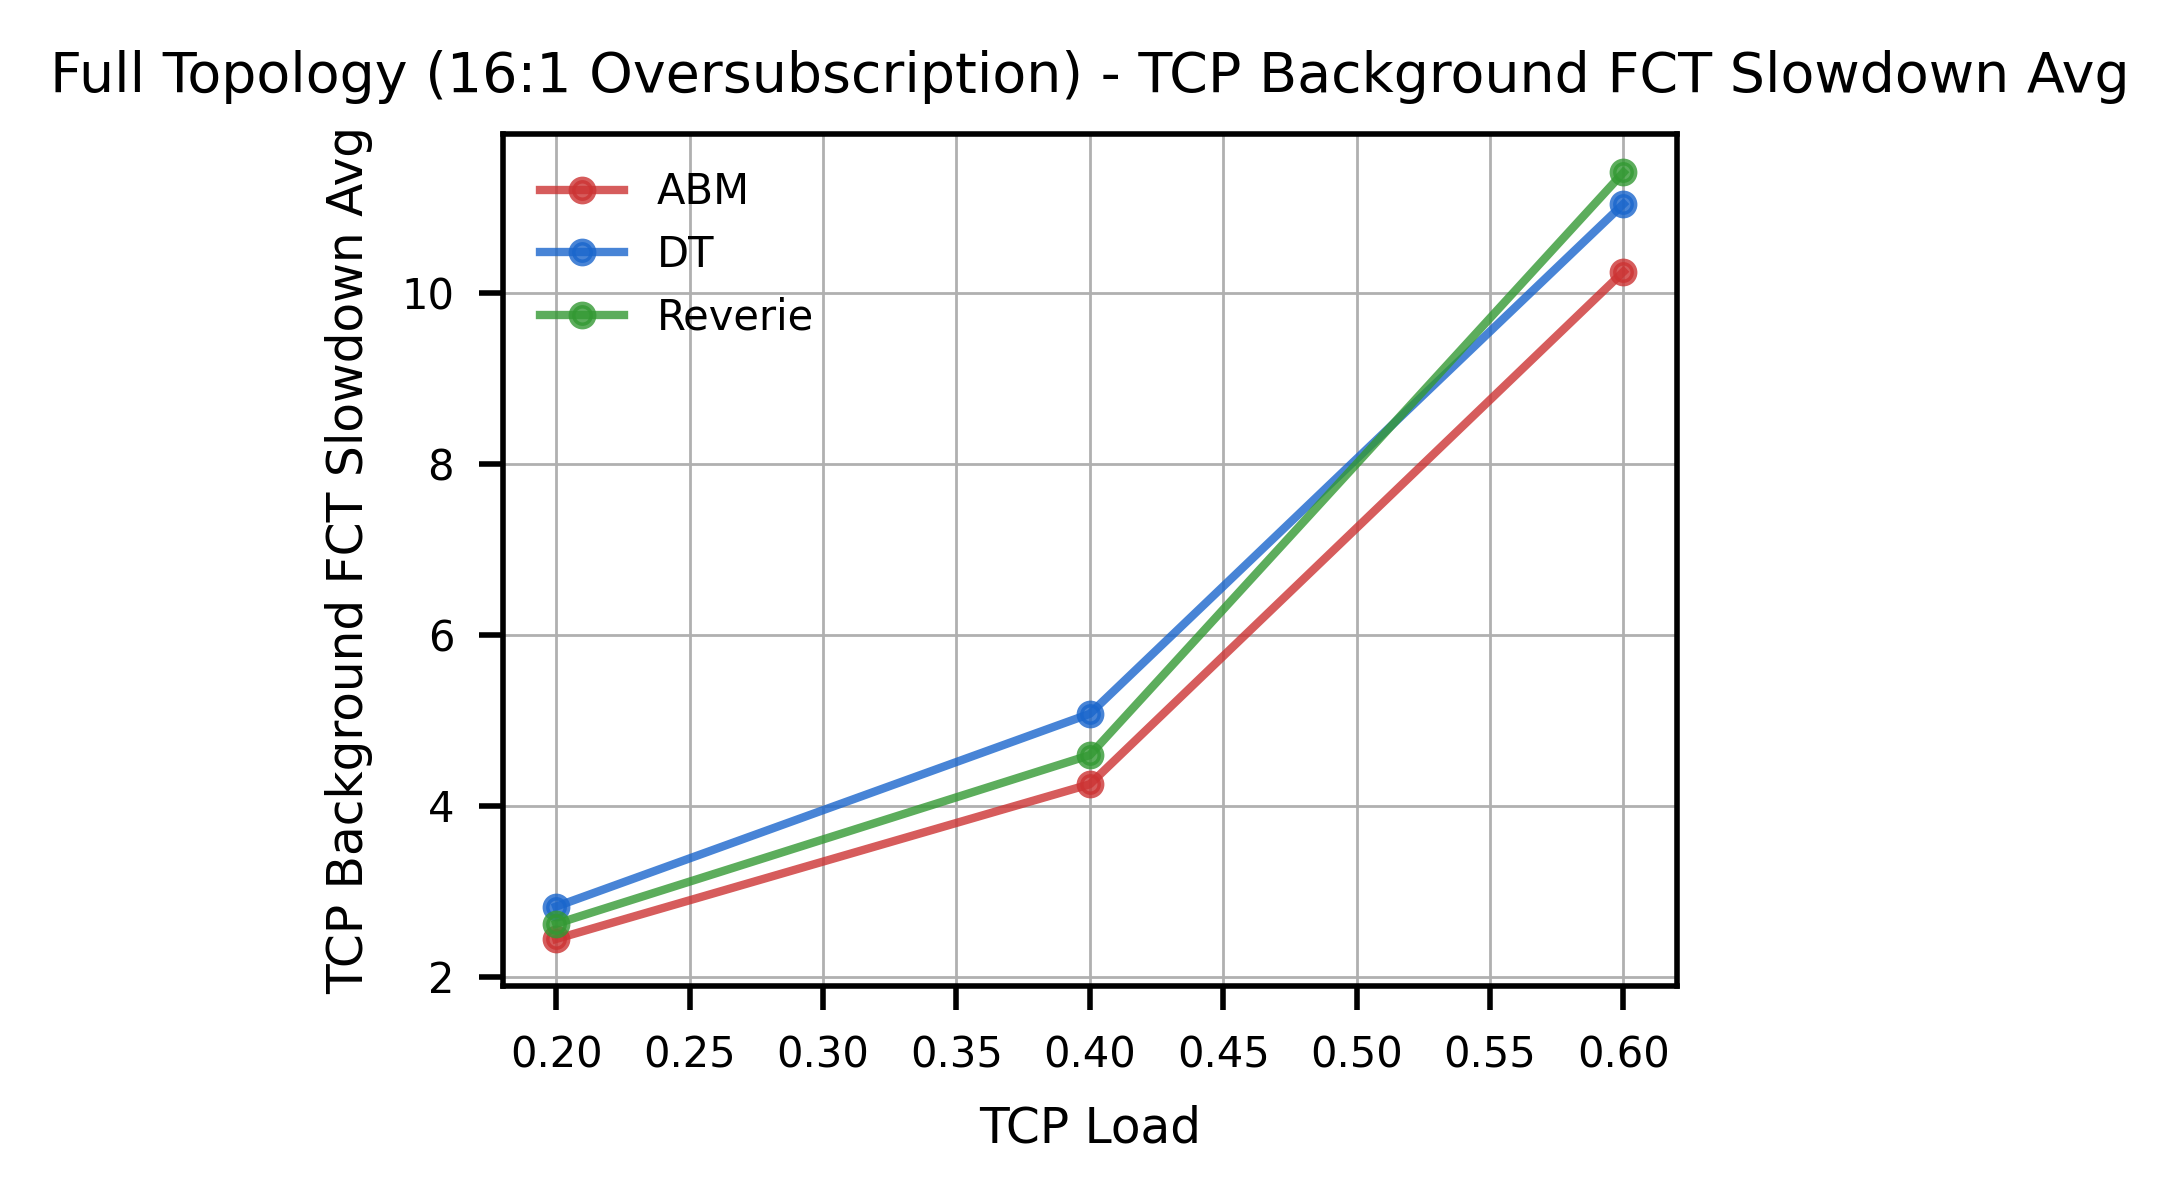 Full Topology (16:1 Oversubscription) - TCP Background FCT Slowdown Avg
TCP Background FCT Slowdown Avg
ABM
DT
Reverie
10
8
6
4
2
0.20 0.25 0.30 0.35 0.40 0.45 0.50 0.55 0.60
TCP Load